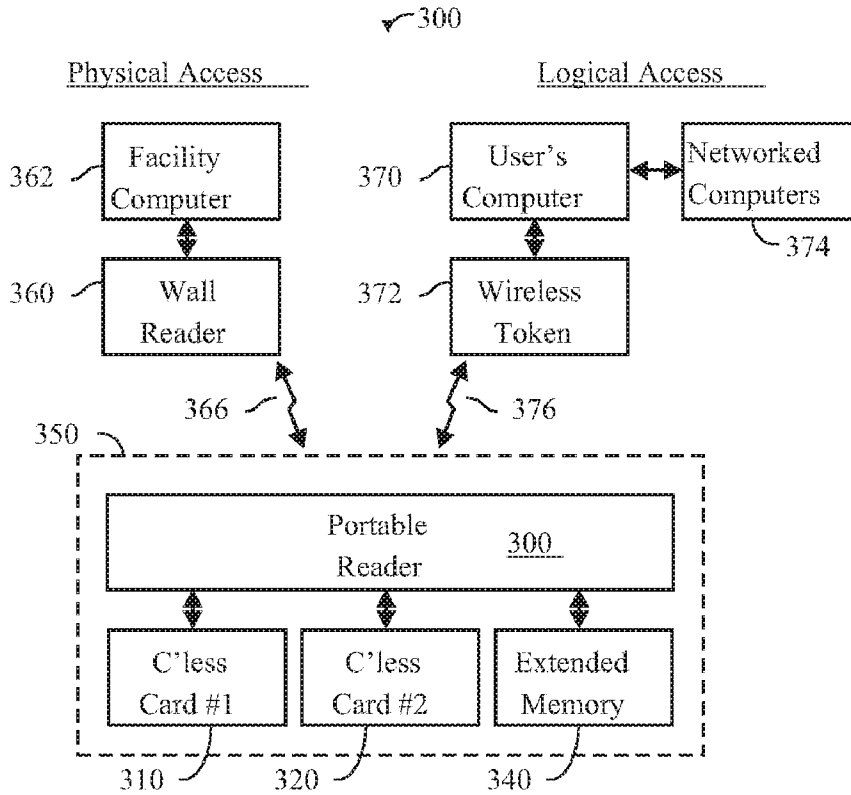 300
Physical Access
Logical Access
362
Facility
Computer
370
User's
Computer
Networked
Computers
374
360
Wall
Reader
372
Wireless
Token
366
376
350
Portable
Reader
300
C'less
Card #1
C'less
Card #2
Extended
Memory
310
320
340